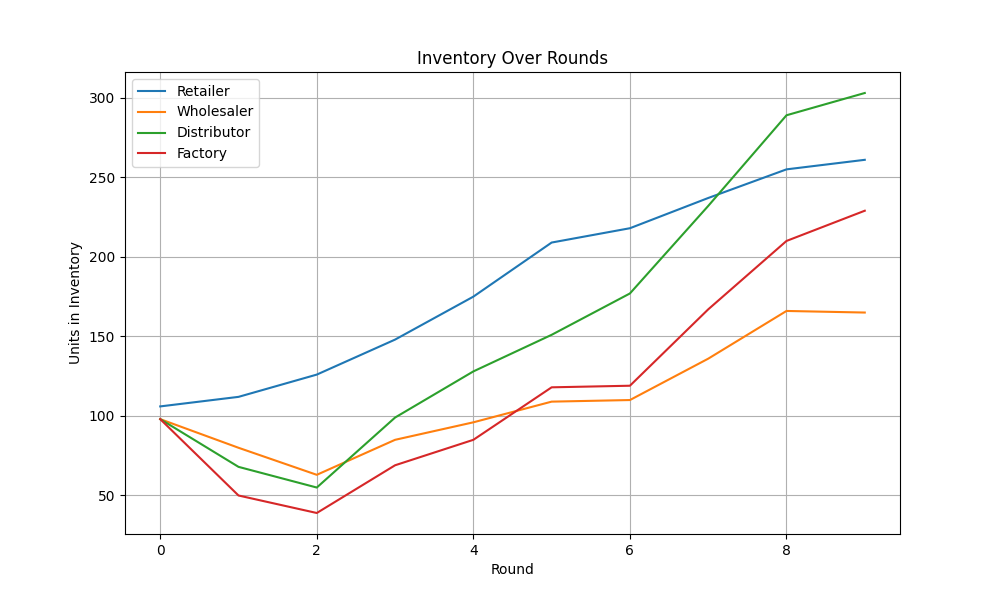 Inventory Over Rounds
Retailer
Wholesaler
Distributor
Factory
300
250
200
150
100
50
Units in Inventory
0 2 4 6 8
Round